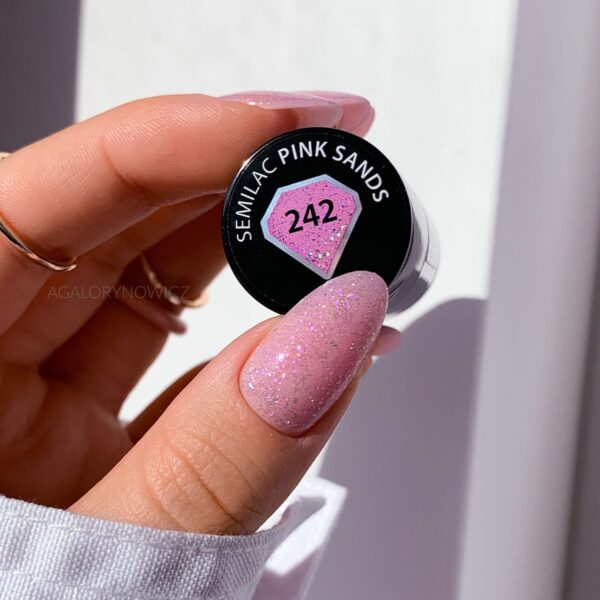 SEMILAC PINK SANDS
242
AGALORYNOWICZ